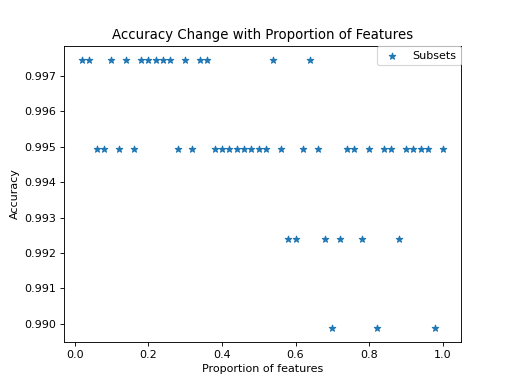 Accuracy Change with Proportion of Features
Subsets
0.997
0.996
0.995
0.994
0.993
0.992
0.991
0.990
Accuracy
0.0 0.2 0.4 0.6 0.8 1.0
Proportion of features